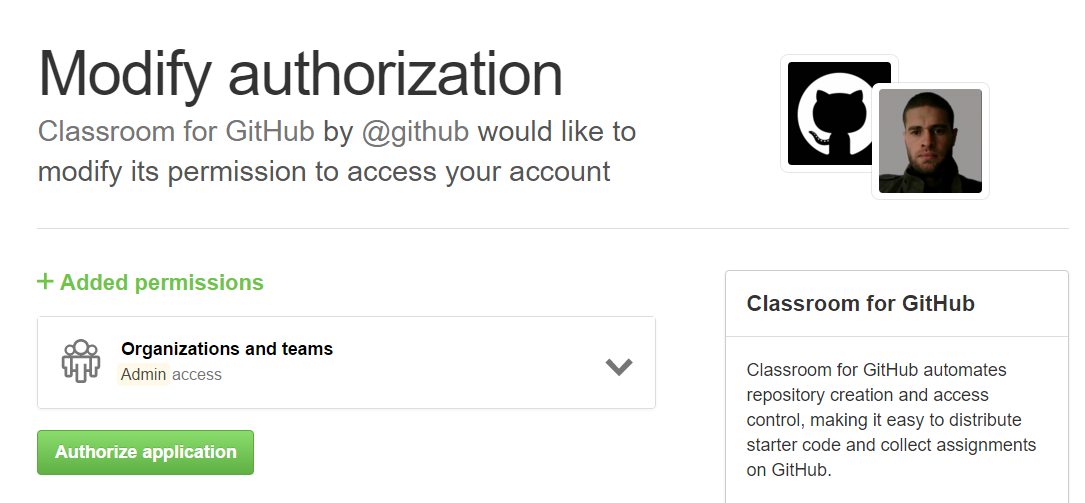 Modify authorization
Classroom for GitHub by @github would like to
modify its permission to access your account
+ Added permissions
Organizations and teams
Admin access
Authorize application
Classroom for GitHub
Classroom for GitHub automates
repository creation and access
control, making it easy to distribute
starter code and collect assignments
on GitHub.